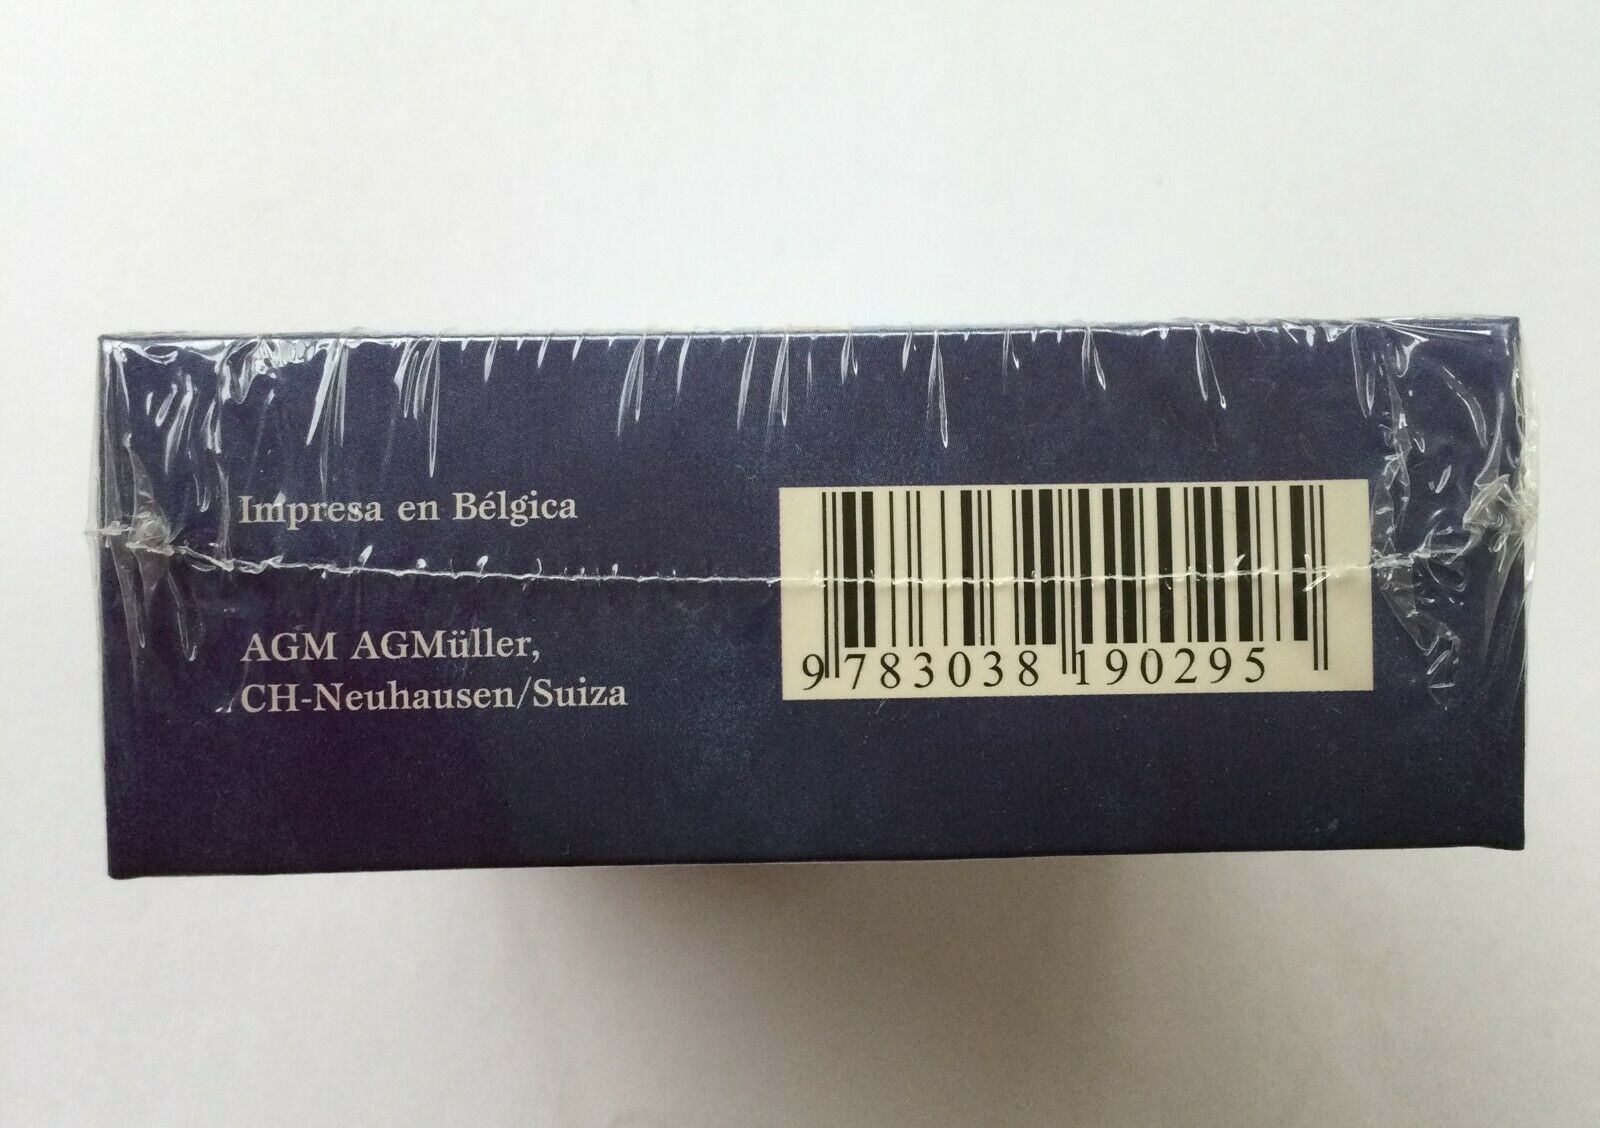 Impresa en Bélgica
AGM AGMüller,
CH-Neuhausen/Suiza
9 783038 190295